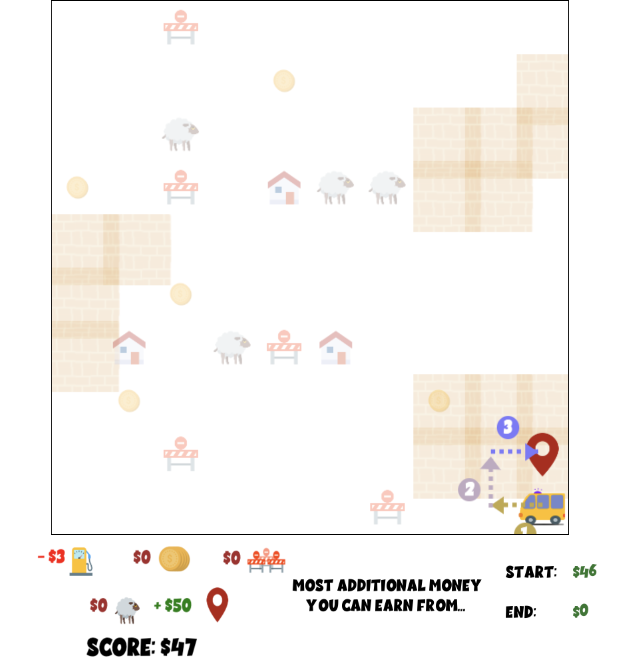 3
2
1
- $3
$0
$0
$0
+ $50
MOST ADDITIONAL MONEY
YOU CAN EARN FROM...
START: $46
END: $0
SCORE: $47